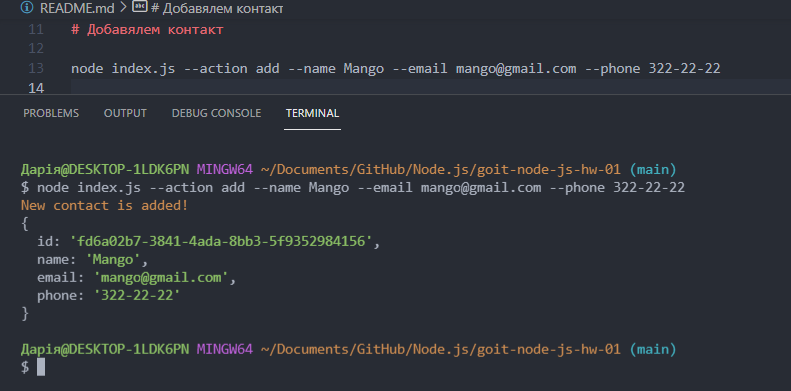 README.md > # Добавялем контакт
11 # Добавялем контакт
12
13 node index.js --action add --name Mango --email mango@gmail.com --phone 322-22-22
14
PROBLEMS OUTPUT DEBUG CONSOLE TERMINAL
Дарія@DESKTOP-1LDK6PN MINGW64 ~/Documents/GitHub/Node.js/goit-node-js-hw-01 (main)
$ node index.js --action add --name Mango --email mango@gmail.com --phone 322-22-22
New contact is added!
{
  id: 'fd6a02b7-3841-4ada-8bb3-5f9352984156',
  name: 'Mango',
  email: 'mango@gmail.com',
  phone: '322-22-22'
}
Дарія@DESKTOP-1LDK6PN MINGW64 ~/Documents/GitHub/Node.js/goit-node-js-hw-01 (main)
$